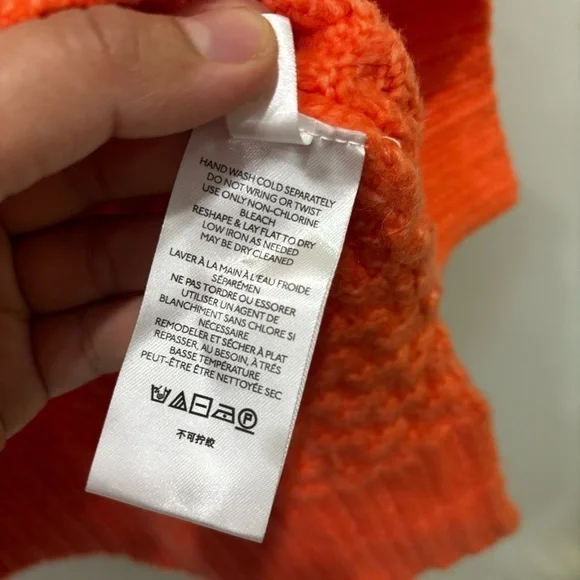 HAND WASH COLD SEPARATELY
DO NOT WRING OR TWIST
USE ONLY NON-CHLORINE
BLEACH
RESHAPE & LAY FLAT TO DRY
LOW IRON AS NEEDED
MAY BE DRY CLEANED
LAVER À LA MAIN À L'EAU FROIDE
SÉPARÉMEN
NE PAS TORDRE OU ESSORER
UTILISER UN AGENT DE
BLANCHIMENT SANS CHLORE SI
NÉCESSAIRE
REMODELER ET SÉCHER À PLAT
REPASSER, AU BESOIN, À TRÉS
BASSE TEMPÉRATURE
PEUT-ÊTRE ÊTRE NETTOYÉE SEC
P
不可拧绞